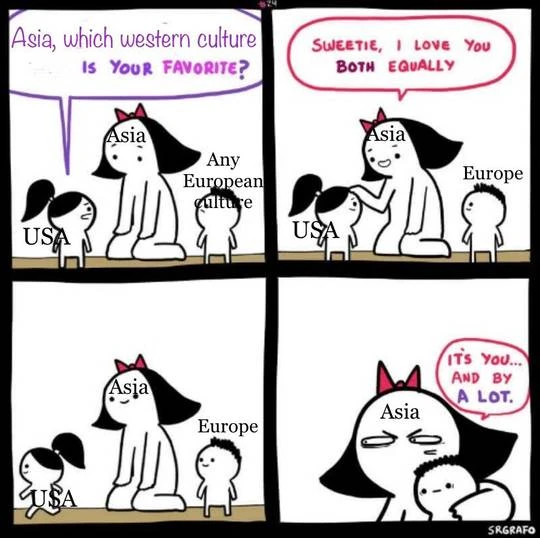 #24
Asia, which western culture
IS YOUR FAVORITE?
Asia
Any
European
culture
USA
SWEETIE, I LOVE YOU
BOTH EQUALLY
Asia
Europe
USA
Asia
Europe
USA
IT'S YOU...
AND BY
A LOT.
Asia
SRGRAFO